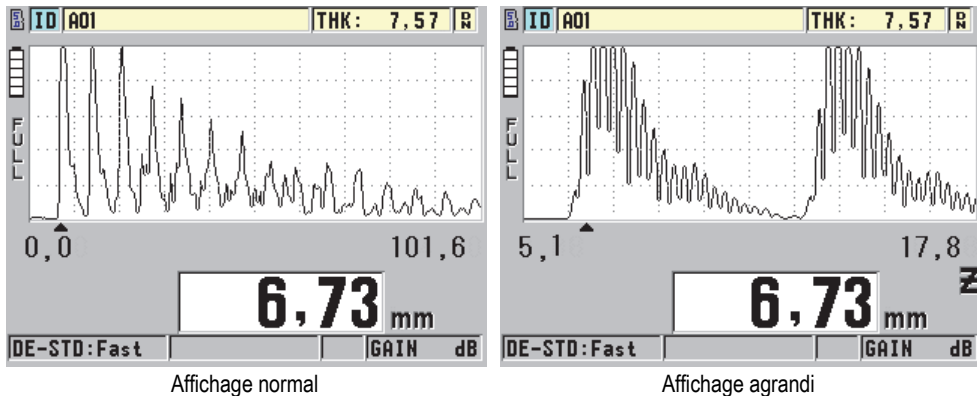 ID A01 THK: 7,57
FULL
0,0 101,6
6,73 mm
DE-STD:Fast GAIN dB
Affichage normal
ID A01 THK: 7,57
FULL
5,1 17,8
Z
6,73 mm
DE-STD:Fast GAIN dB
Affichage agrandi